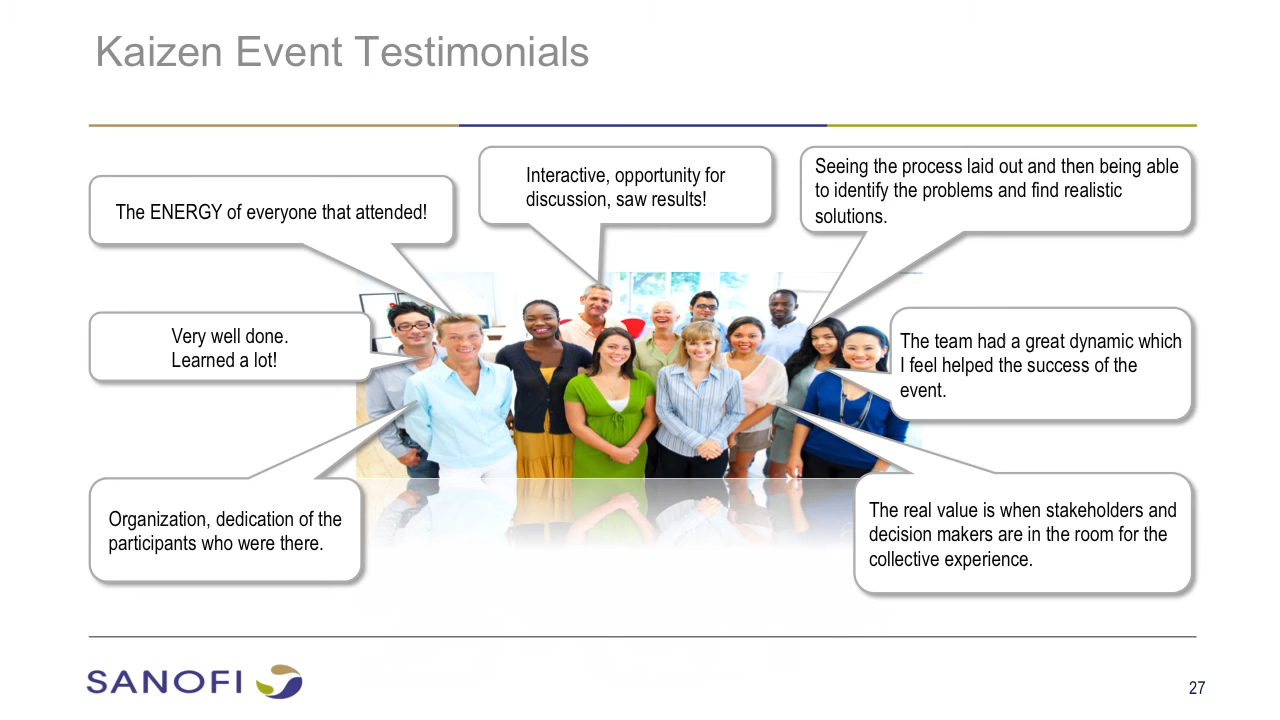 Kaizen Event Testimonials
The ENERGY of everyone that attended!
Interactive, opportunity for
discussion, saw results!
Seeing the process laid out and then being able
to identify the problems and find realistic
solutions.
Very well done.
Learned a lot!
The team had a great dynamic which
I feel helped the success of the
event.
Organization, dedication of the
participants who were there.
The real value is when stakeholders and
decision makers are in the room for the
collective experience.
SANOFI
27